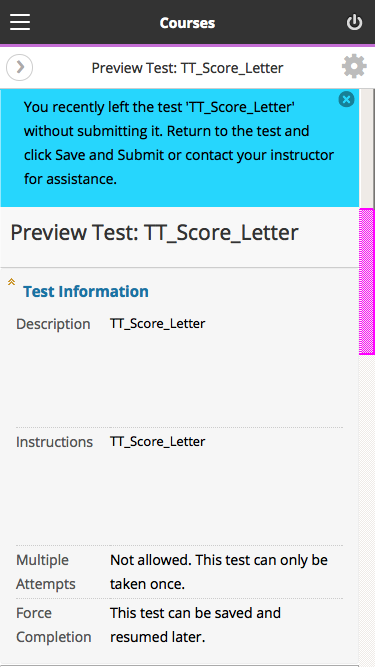 Courses
Preview Test: TT_Score_Letter
You recently left the test 'TT_Score_Letter'
without submitting it. Return to the test and
click Save and Submit or contact your instructor
for assistance.
Preview Test: TT_Score_Letter
Test Information
Description TT_Score_Letter
Instructions TT_Score_Letter
Multiple Not allowed. This test can only be
Attempts taken once.
Force This test can be saved and
Completion resumed later.